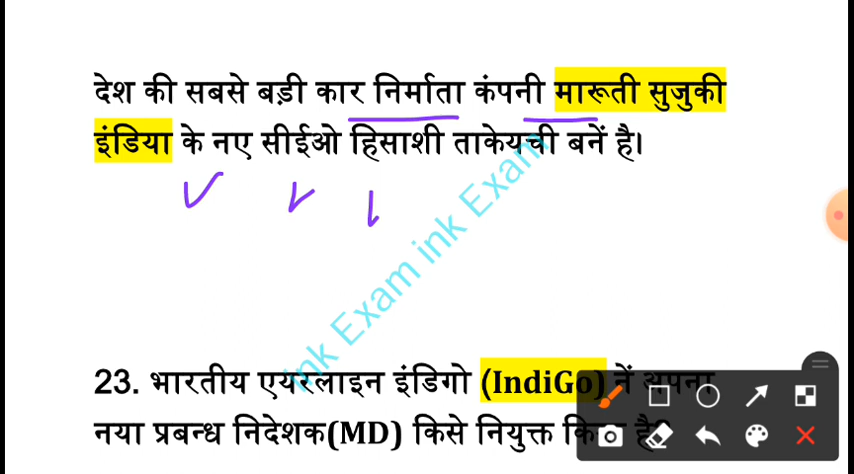 देश की सबसे बड़ी कार निर्माता कंपनी मारूती सुजुकी
इंडिया के नए सीईओ हिसाशी ताकेयची बनें है।
ink Exam ink Exam
23. भारतीय एयरलाइन इंडिगो (IndiGo) नें अपना
नया प्रबन्ध निदेशक(MD) किसे नियुक्त